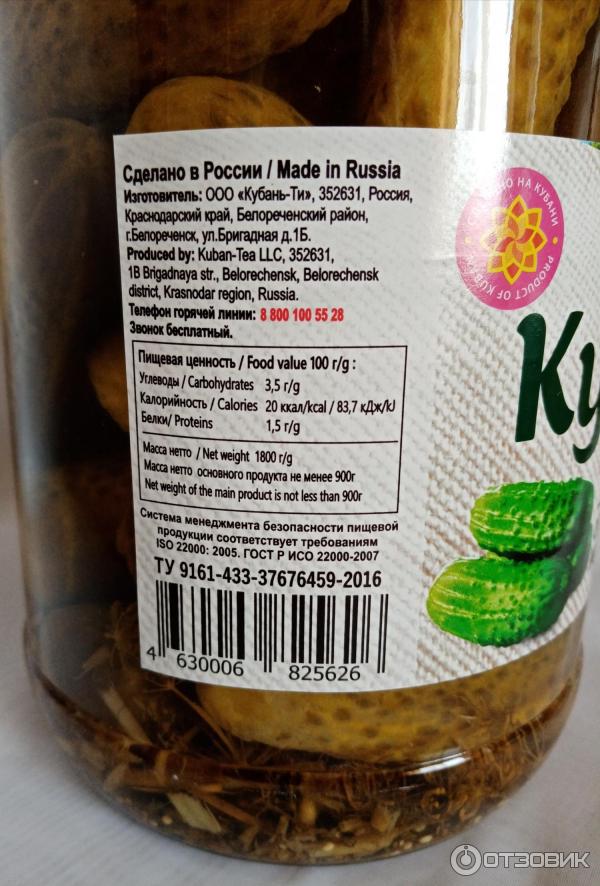 Сделано в России / Made in Russia
Изготовитель: ООО «Кубань-Ти», 352631, Россия,
Краснодарский край, Белореченский район,
г.Белореченск, ул.Бригадная д.1Б.
Produced by: Kuban-Tea LLC, 352631,
1B Brigadnaya str., Belorechensk, Belorechensk
district, Krasnodar region, Russia.
Телефон горячей линии: 8 800 100 55 28
Звонок бесплатный.
Пищевая ценность / Food value 100 г/g :
Углеводы / Carbohydrates 3,5 г/g
Калорийность / Calories 20 ккал/kcal / 83,7 кДж/kJ
Белки/ Proteins 1,5 г/g
Масса нетто / Net weight 1800 г/g
Масса нетто основного продукта не менее 900г
Net weight of the main product is not less than 900г
Система менеджмента безопасности пищевой
продукции соответствует требованиям
ISO 22000: 2005. ГОСТ Р ИСО 22000-2007
ТУ 9161-433-37676459-2016
4 630006 825626
НА КУБАНИ
PRODUCT OF
Ку
ОТЗОВИК